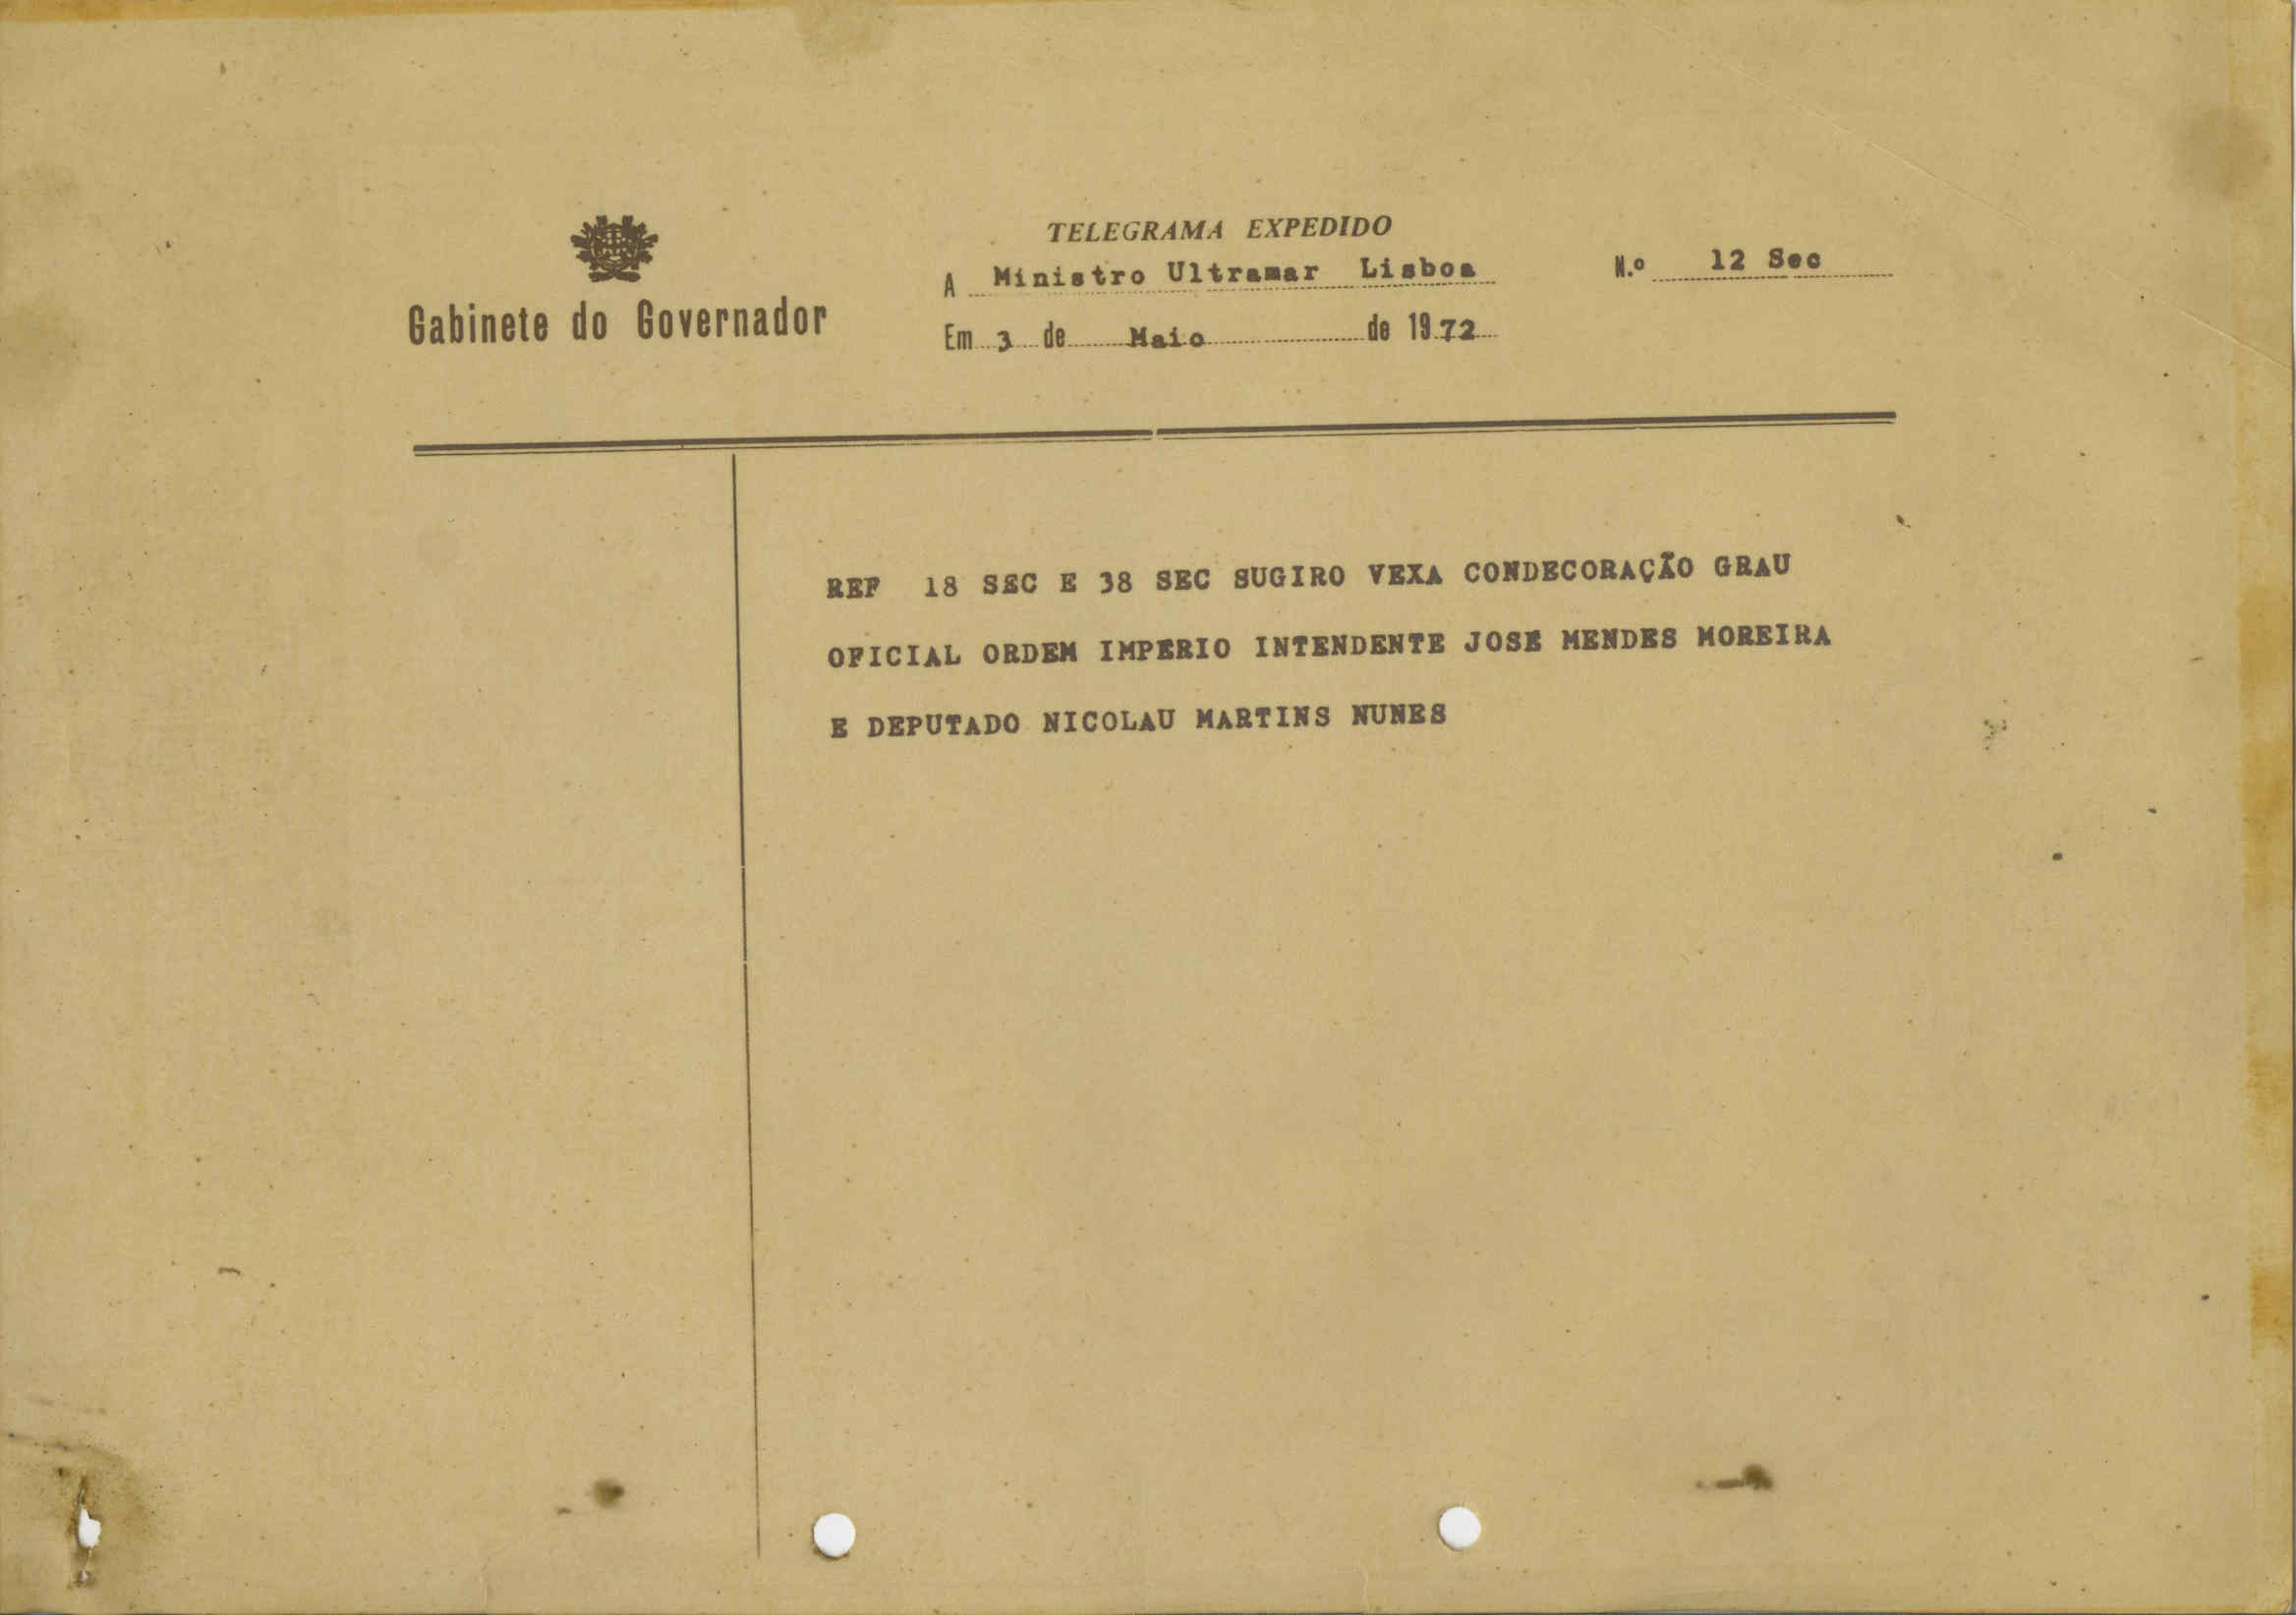 TELEGRAMA EXPEDIDO
A Ministro Ultramar Lisboa
N.º 12 Sec
Gabinete do Governador
Em 3 de Maio de 1972
REF 18 SEC E 38 SEC SUGIRO VEXA CONDECORAÇÃO GRAU
OFICIAL ORDEM IMPERIO INTENDENTE JOSE MENDES MOREIRA
E DEPUTADO NICOLAU MARTINS NUNES